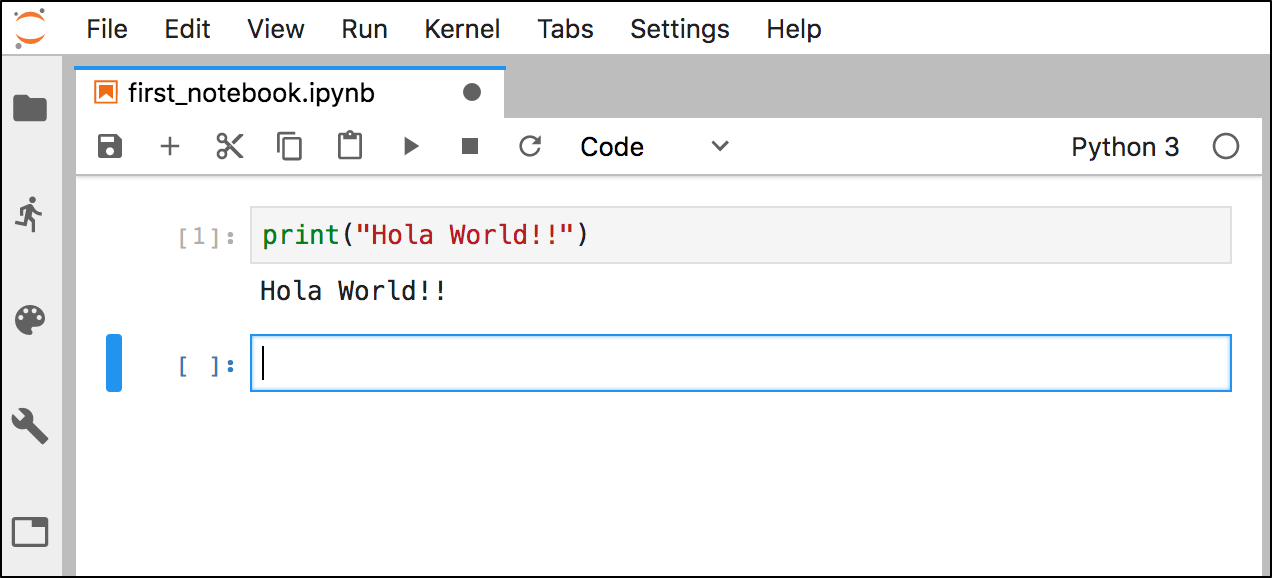 File Edit View Run Kernel Tabs Settings Help
first_notebook.ipynb
Code Python 3
[1]: print("Hola World!!")
Hola World!!
[ ]: